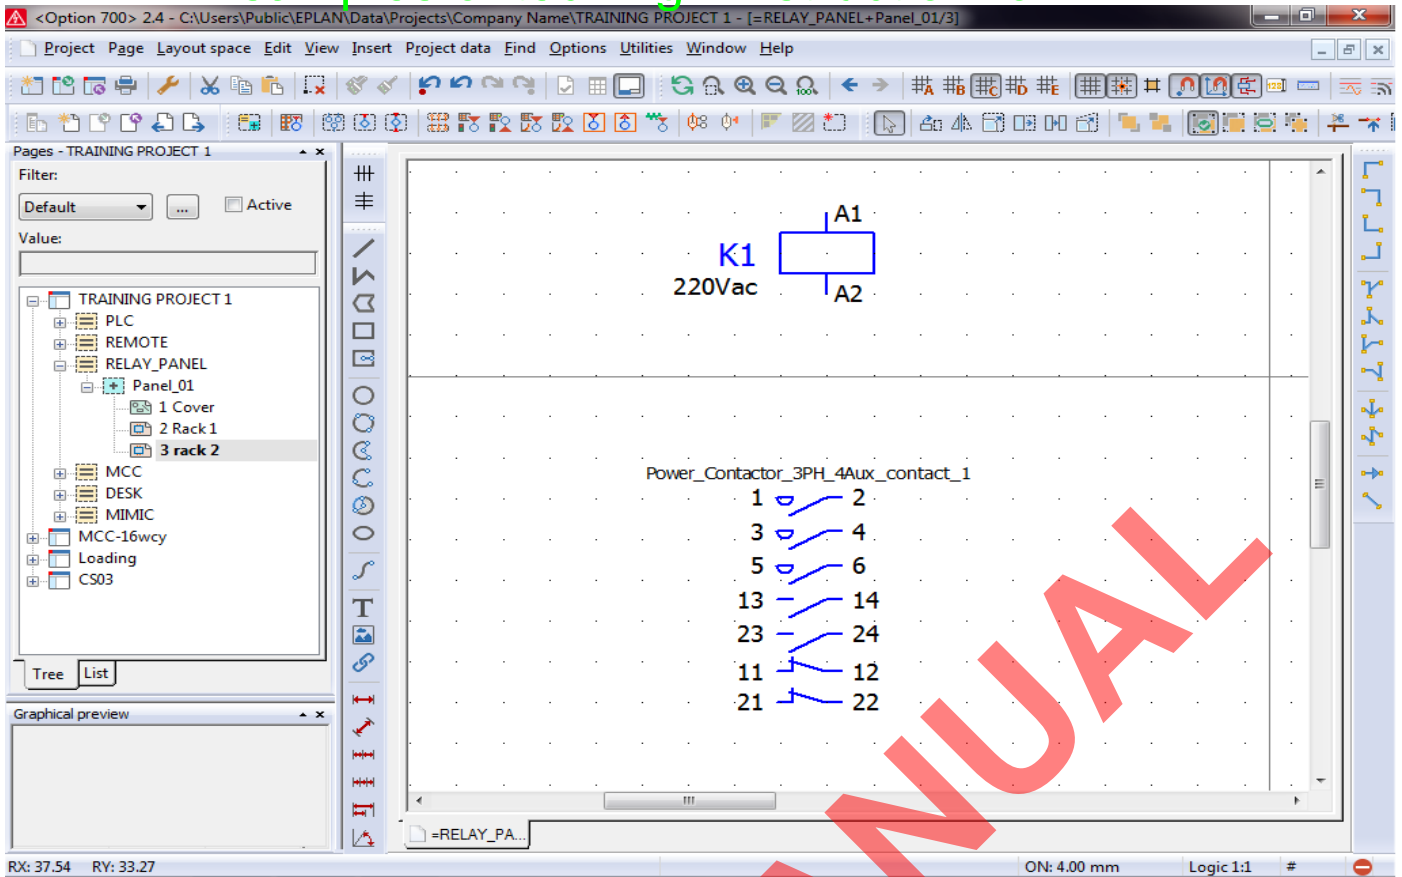 <Option 700> 2.4 - C:\Users\Public\EPLAN\Data\Projects\Company Name\TRAINING PROJECT 1 - [=RELAY_PANEL+Panel_01/3]
Project Page Layout space Edit View Insert Project data Find Options Utilities Window Help
Pages - TRAINING PROJECT 1
Filter:
Default
...
Active
Value:
TRAINING PROJECT 1
PLC
REMOTE
RELAY_PANEL
Panel_01
1 Cover
2 Rack 1
3 rack 2
MCC
DESK
MIMIC
MCC-16wcy
Loading
CS03
Tree List
Graphical preview
A1
K1
220Vac
A2
Power_Contactor_3PH_4Aux_contact_1
1 2
3 4
5 6
13 14
23 24
11 12
21 22
=RELAY_PA...
RX: 37.54 RY: 33.27
ON: 4.00 mm
Logic 1:1
#